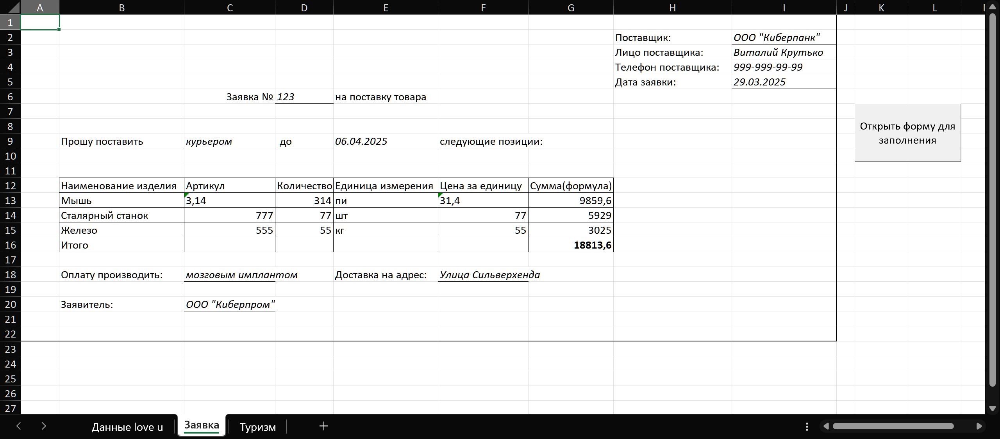 A B C D E F G H I J K L
1
2 Поставщик: ООО "Киберпанк"
3 Лицо поставщика: Виталий Крутько
4 Телефон поставщика: 999-999-99-99
5 Дата заявки: 29.03.2025
6 Заявка № 123 на поставку товара
7
8
Открыть форму для
заполнения
9 Прошу поставить курьером до 06.04.2025 следующие позиции:
10
11
12 Наименование изделия Артикул Количество Единица измерения Цена за единицу Сумма(формула)
13 Мышь 3,14 314 пи 31,4 9859,6
14 Сталярный станок 777 77 шт 77 5929
15 Железо 555 55 кг 55 3025
16 Итого 18813,6
17
18 Оплату производить: мозговым имплантом Доставка на адрес: Улица Сильверхенда
19
20 Заявитель: ООО "Киберпром"
21
22
23
24
25
26
27
Данные love u Заявка Туризм